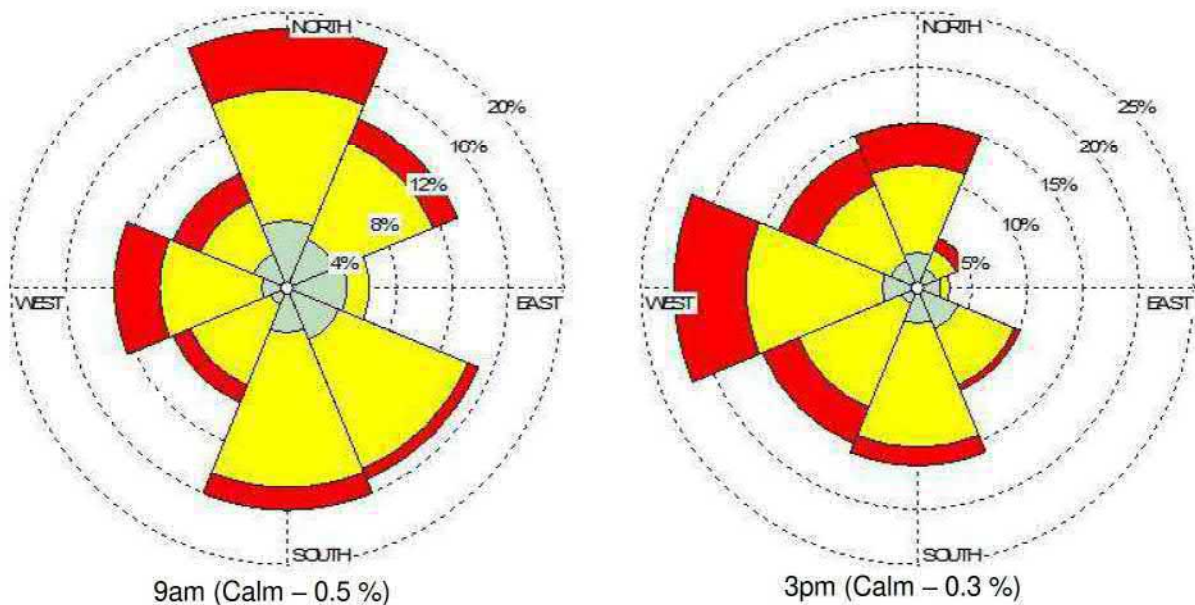 NORTH
20%
16%
12%
8%
4%
WEST
EAST
SOUTH
9am (Calm – 0.5 %)
NORTH
25%
20%
15%
10%
5%
WEST
EAST
SOUTH
3pm (Calm – 0.3 %)